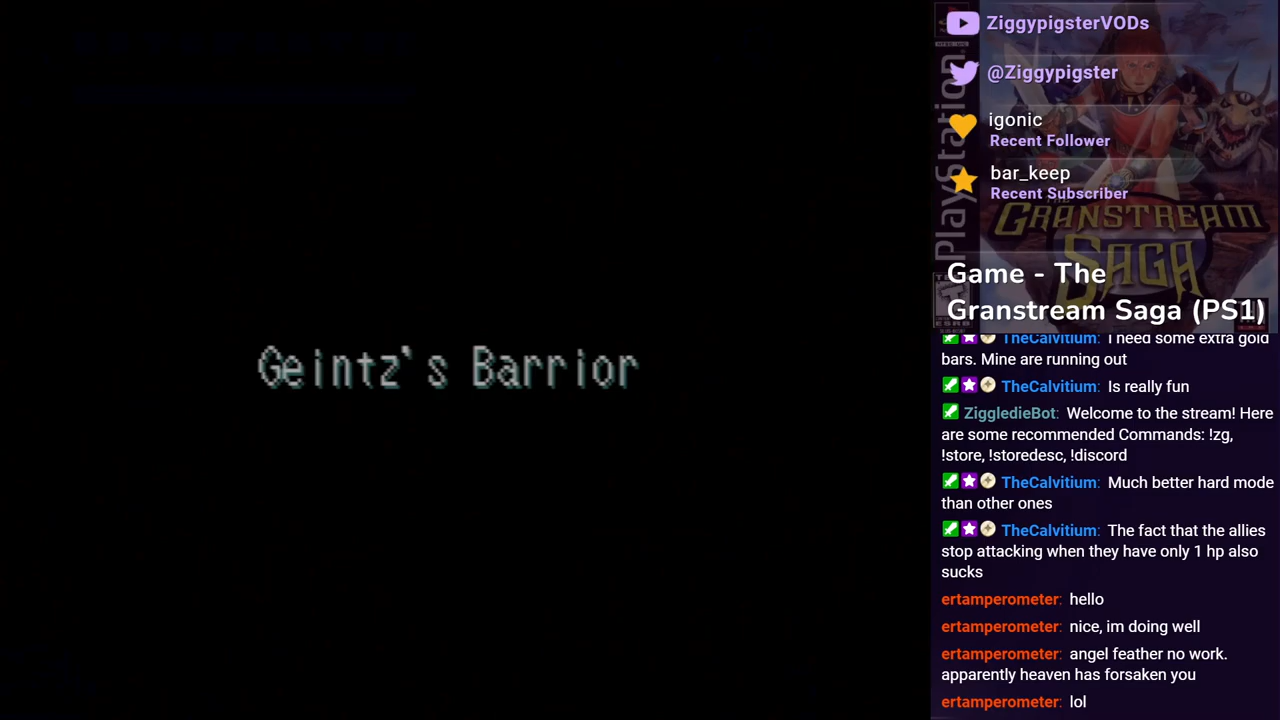 ZiggypigsterVODs
@Ziggypigster
igonic
Recent Follower
bar_keep
Recent Subscriber
PlayStation
THE
GRANSTREAM
SAGA
Game - The
Granstream Saga (PS1)
Geintz's Barrior
TheCalvitium: I need some extra gold
bars. Mine are running out
TheCalvitium: Is really fun
ZiggledieBot: Welcome to the stream! Here
are some recommended Commands: !zg,
!store, !storedesc, !discord
TheCalvitium: Much better hard mode
than other ones
TheCalvitium: The fact that the allies
stop attacking when they have only 1 hp also
sucks
ertamperometer: hello
ertamperometer: nice, im doing well
ertamperometer: angel feather no work.
apparently heaven has forsaken you
ertamperometer: lol